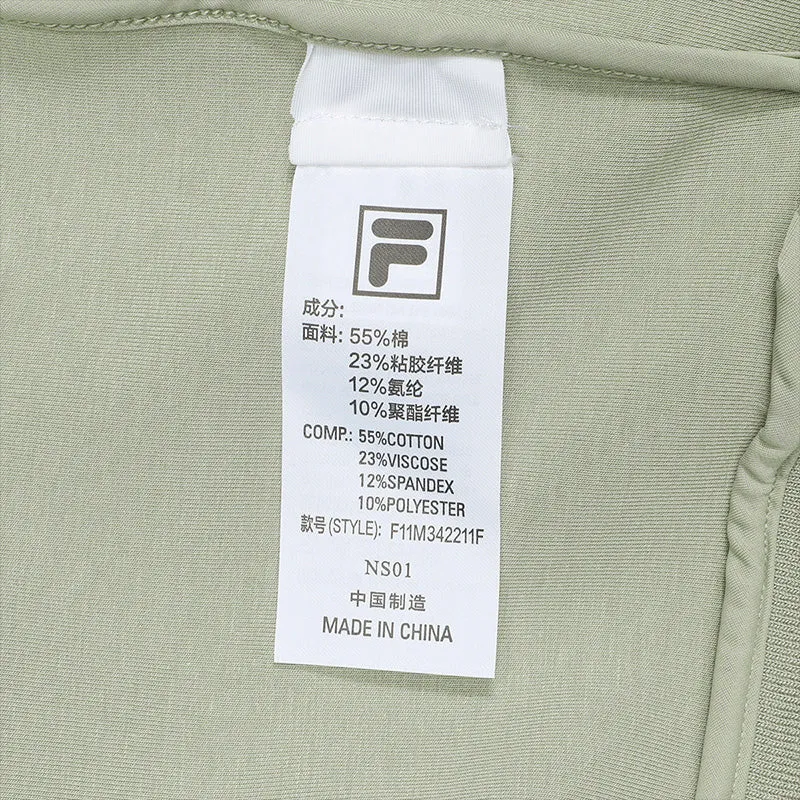 F
成分:
面料: 55%棉
23%粘胶纤维
12%氨纶
10%聚酯纤维
COMP.: 55%COTTON
23%VISCOSE
12%SPANDEX
10%POLYESTER
款号(STYLE): F11M342211F
NS01
中国制造
MADE IN CHINA